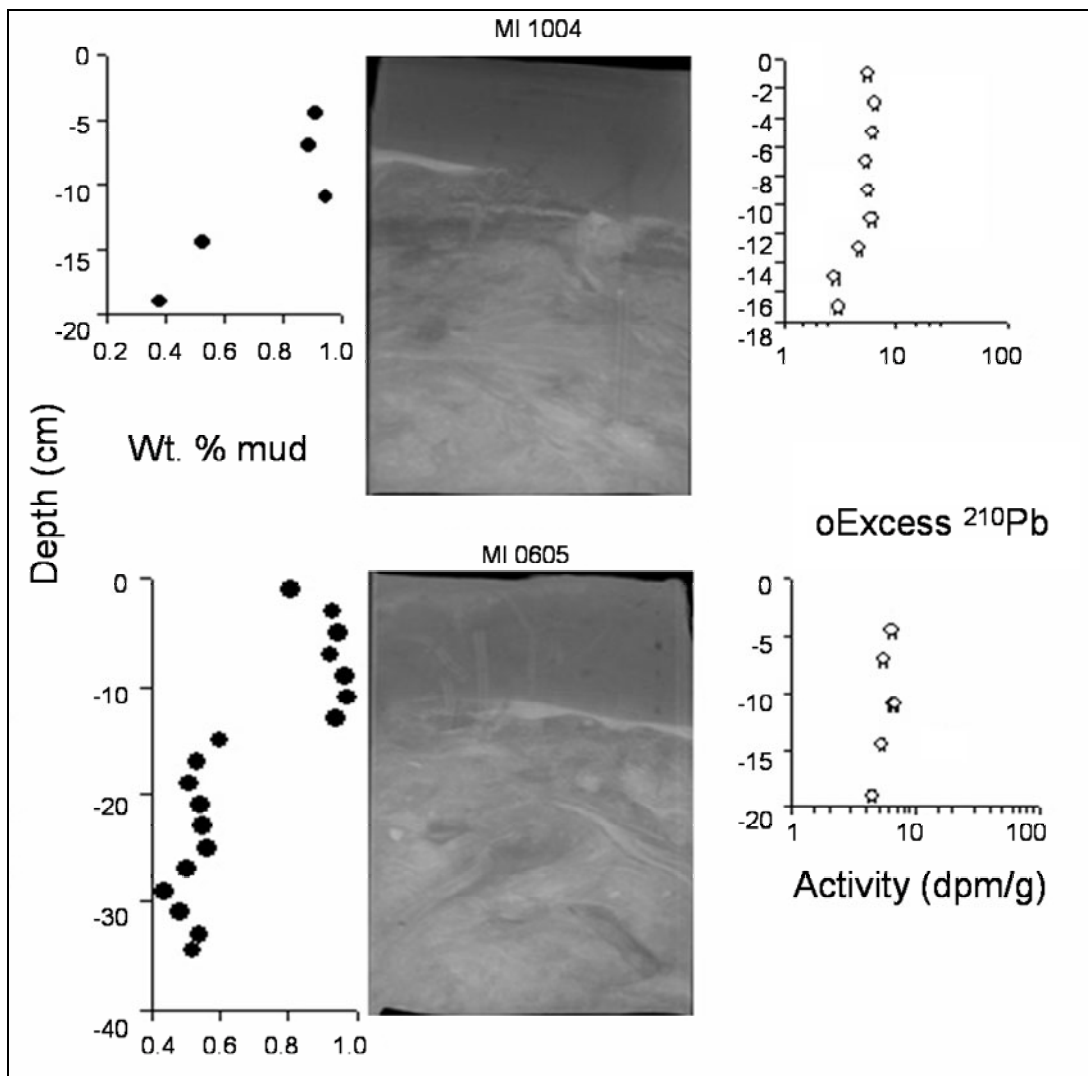 MI 1004
0
-5
-10
-15
-20
0.2 0.4 0.6 0.8 1.0
0
-2
-4
-6
-8
-10
-12
-14
-16
-18
1 10 100
Depth (cm)
Wt. % mud
oExcess ²¹⁰Pb
MI 0605
0
-10
-20
-30
-40
0.4 0.6 0.8 1.0
0
-5
-10
-15
-20
1 10 100
Activity (dpm/g)